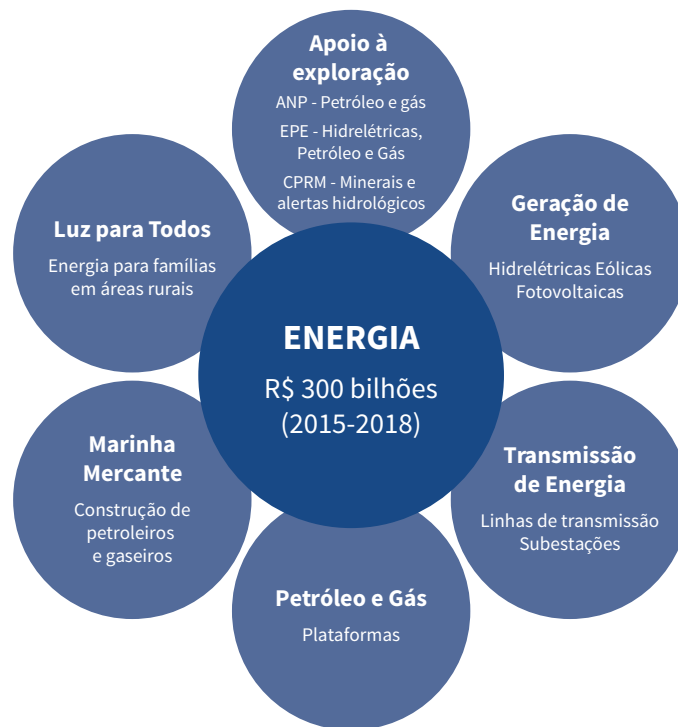 Apoio à
exploração
ANP - Petróleo e gás
EPE - Hidrelétricas,
Petróleo e Gás
CPRM - Minerais e
alertas hidrológicos
Geração de
Energia
Hidrelétricas Eólicas
Fotovoltaicas
Luz para Todos
Energia para famílias
em áreas rurais
ENERGIA
R$ 300 bilhões
(2015-2018)
Marinha
Mercante
Construção de
petroleiros
e gaseiros
Transmissão
de Energia
Linhas de transmissão
Subestações
Petróleo e Gás
Plataformas